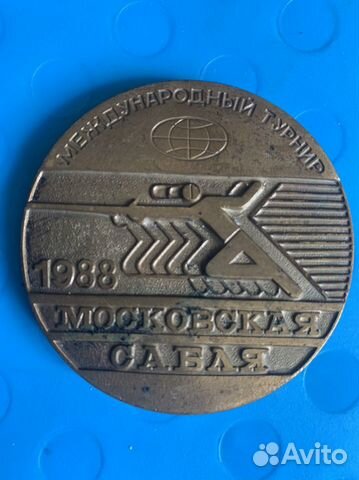 МЕЖДУНАРОДНЫЙ ТУРНИР
1988
МОСКОВСКАЯ
САБЛЯ
Avito